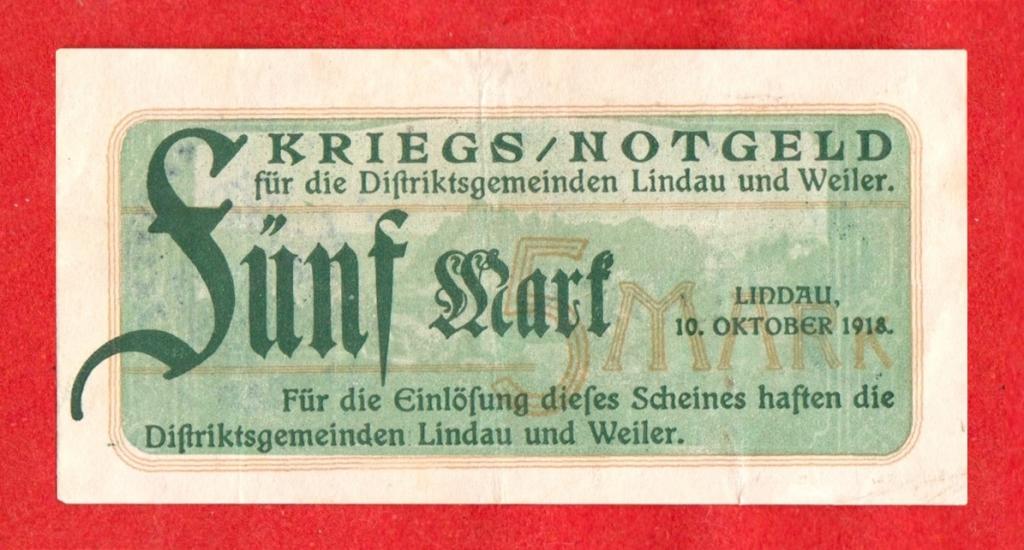 KRIEGS/NOTGELD
für die Diſtriktsgemeinden Lindau und Weiler.
Fünf Mark
5 MARK
LINDAU,
10. OKTOBER 1918.
Für die Einlöſung dieſes Scheines haften die
Diſtriktsgemeinden Lindau und Weiler.